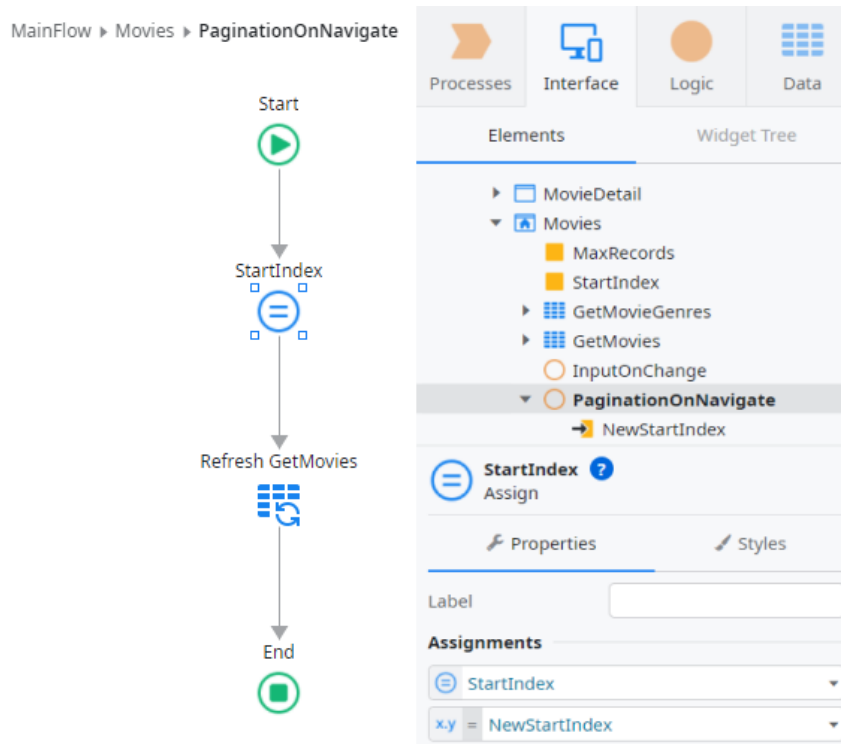 MainFlow ▸ Movies ▸ PaginationOnNavigate
Start
StartIndex
Refresh GetMovies
End
Processes
Interface
Logic
Data
Elements
Widget Tree
MovieDetail
Movies
MaxRecords
StartIndex
GetMovieGenres
GetMovies
InputOnChange
PaginationOnNavigate
NewStartIndex
StartIndex ?
Assign
Properties
Styles
Label
Assignments
StartIndex
x.y = NewStartIndex